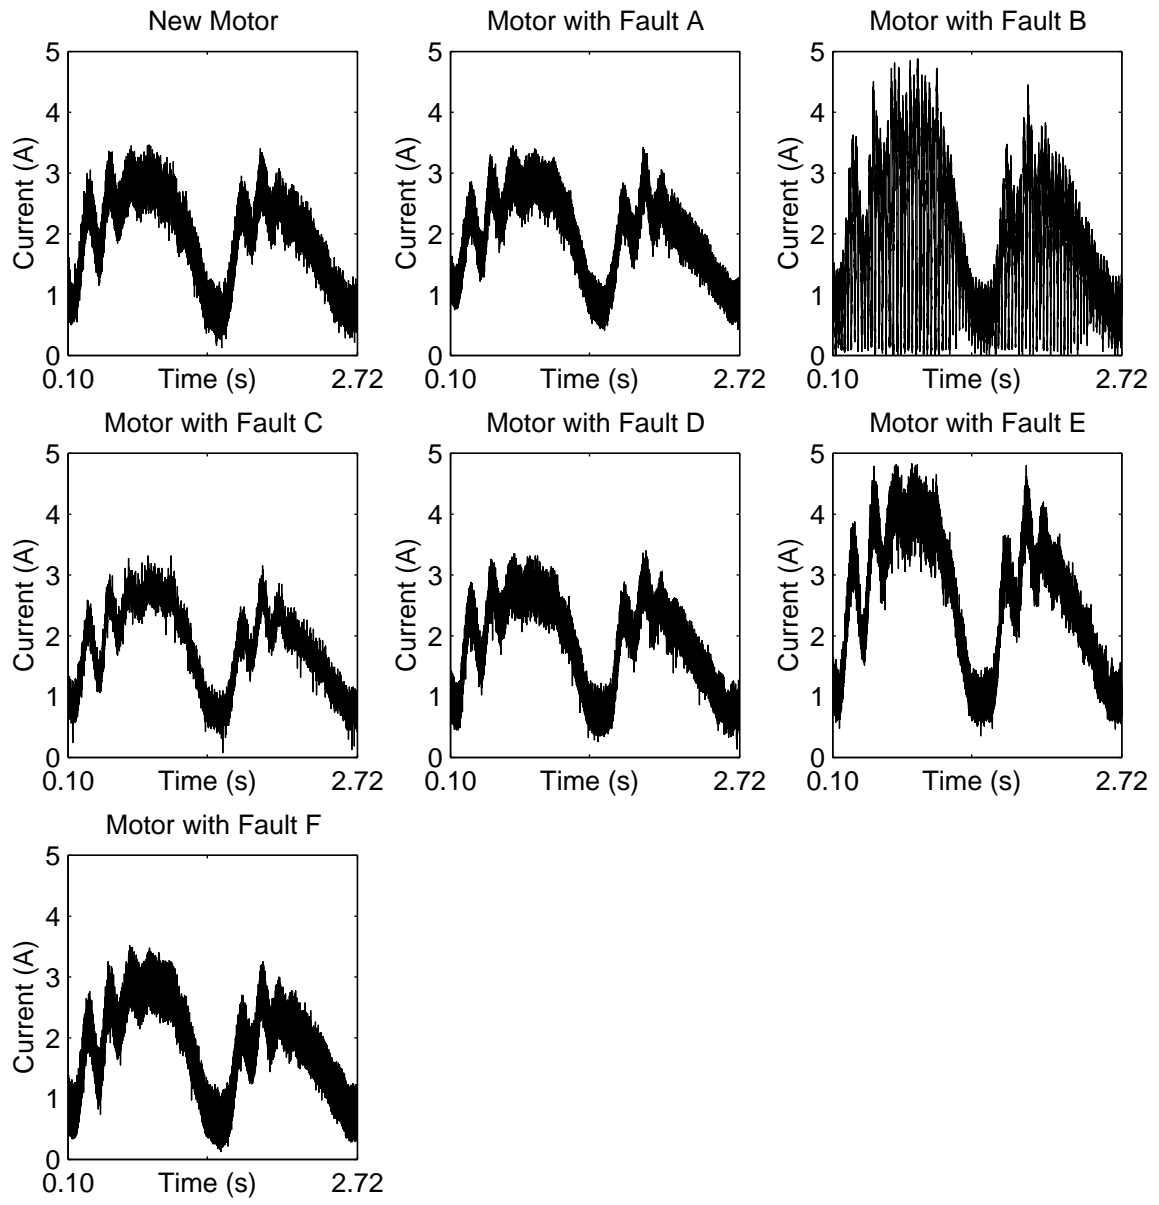 New Motor
Motor with Fault A
Motor with Fault B
5
4
3
2
1
0
Current (A)
0.10
Time (s)
2.72
5
4
3
2
1
0
Current (A)
0.10
Time (s)
2.72
5
4
3
2
1
0
Current (A)
0.10
Time (s)
2.72
Motor with Fault C
Motor with Fault D
Motor with Fault E
5
4
3
2
1
0
Current (A)
0.10
Time (s)
2.72
5
4
3
2
1
0
Current (A)
0.10
Time (s)
2.72
5
4
3
2
1
0
Current (A)
0.10
Time (s)
2.72
Motor with Fault F
5
4
3
2
1
0
Current (A)
0.10
Time (s)
2.72